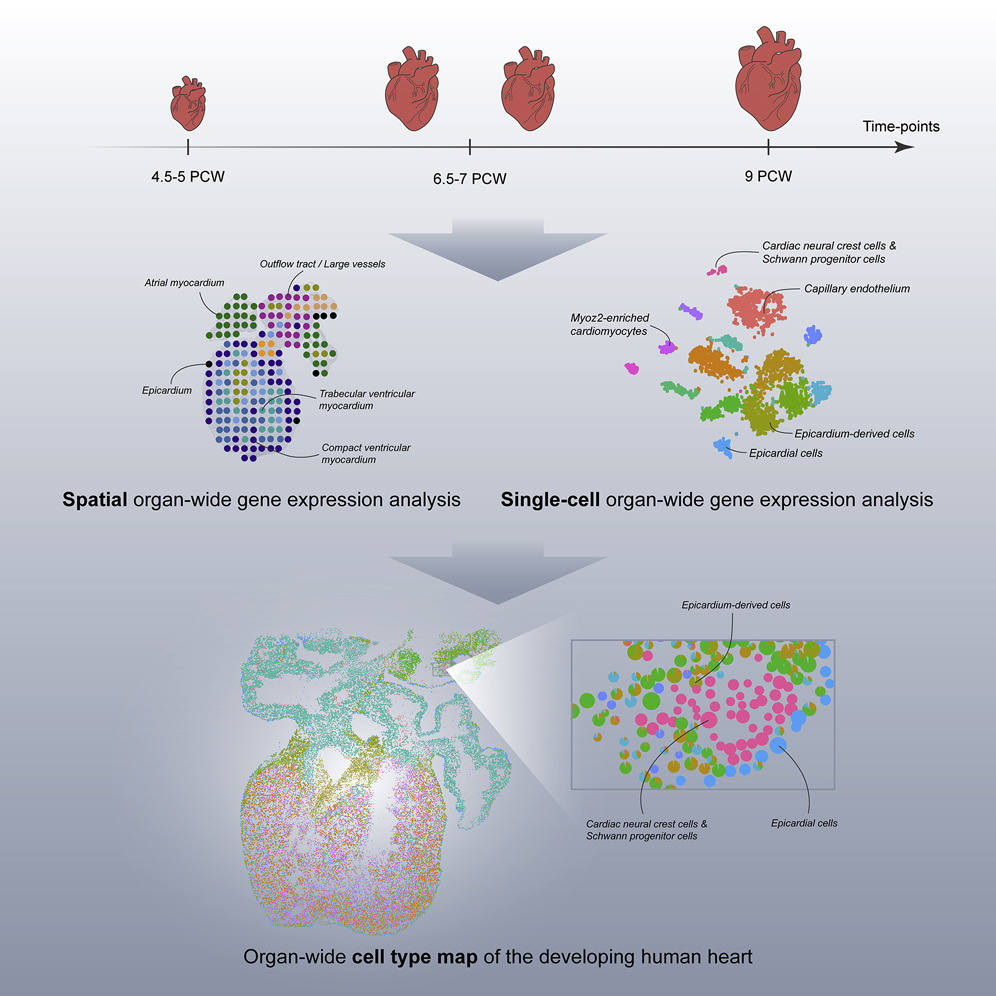 Time-points
4.5-5 PCW
6.5-7 PCW
9 PCW
Outflow tract / Large vessels
Atrial myocardium
Epicardium
Trabecular ventricular
myocardium
Compact ventricular
myocardium
Cardiac neural crest cells &
Schwann progenitor cells
Capillary endothelium
Myoz2-enriched
cardiomyocytes
Epicardium-derived cells
Epicardial cells
Spatial organ-wide gene expression analysis
Single-cell organ-wide gene expression analysis
Epicardium-derived cells
Cardiac neural crest cells &
Schwann progenitor cells
Epicardial cells
Organ-wide cell type map of the developing human heart